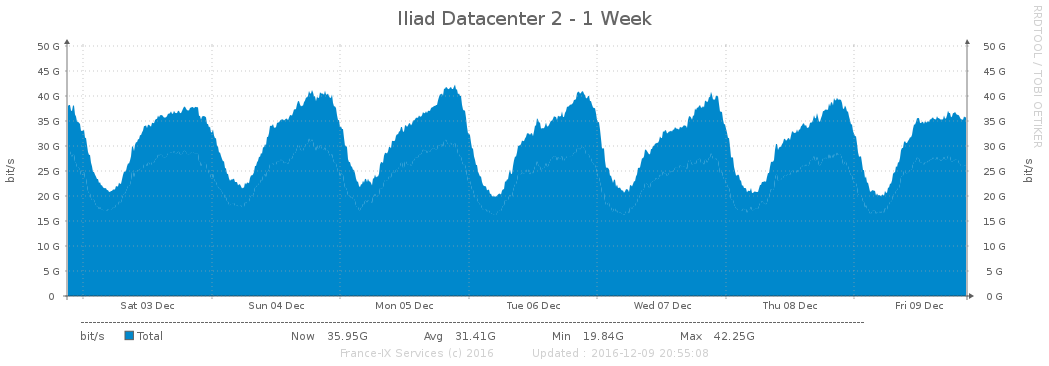 Iliad Datacenter 2 - 1 Week
RRDTOOL / TOBI OETIKER
50 G 50 G
45 G 45 G
40 G 40 G
35 G 35 G
30 G 30 G
25 G 25 G
20 G 20 G
15 G 15 G
10 G 10 G
5 G 5 G
0 0 G
bit/s bit/s
Sat 03 Dec Sun 04 Dec Mon 05 Dec Tue 06 Dec Wed 07 Dec Thu 08 Dec Fri 09 Dec
bit/s Total Now 35.95G Avg 31.41G Min 19.84G Max 42.25G
France-IX Services (c) 2016 Updated : 2016-12-09 20:55:08